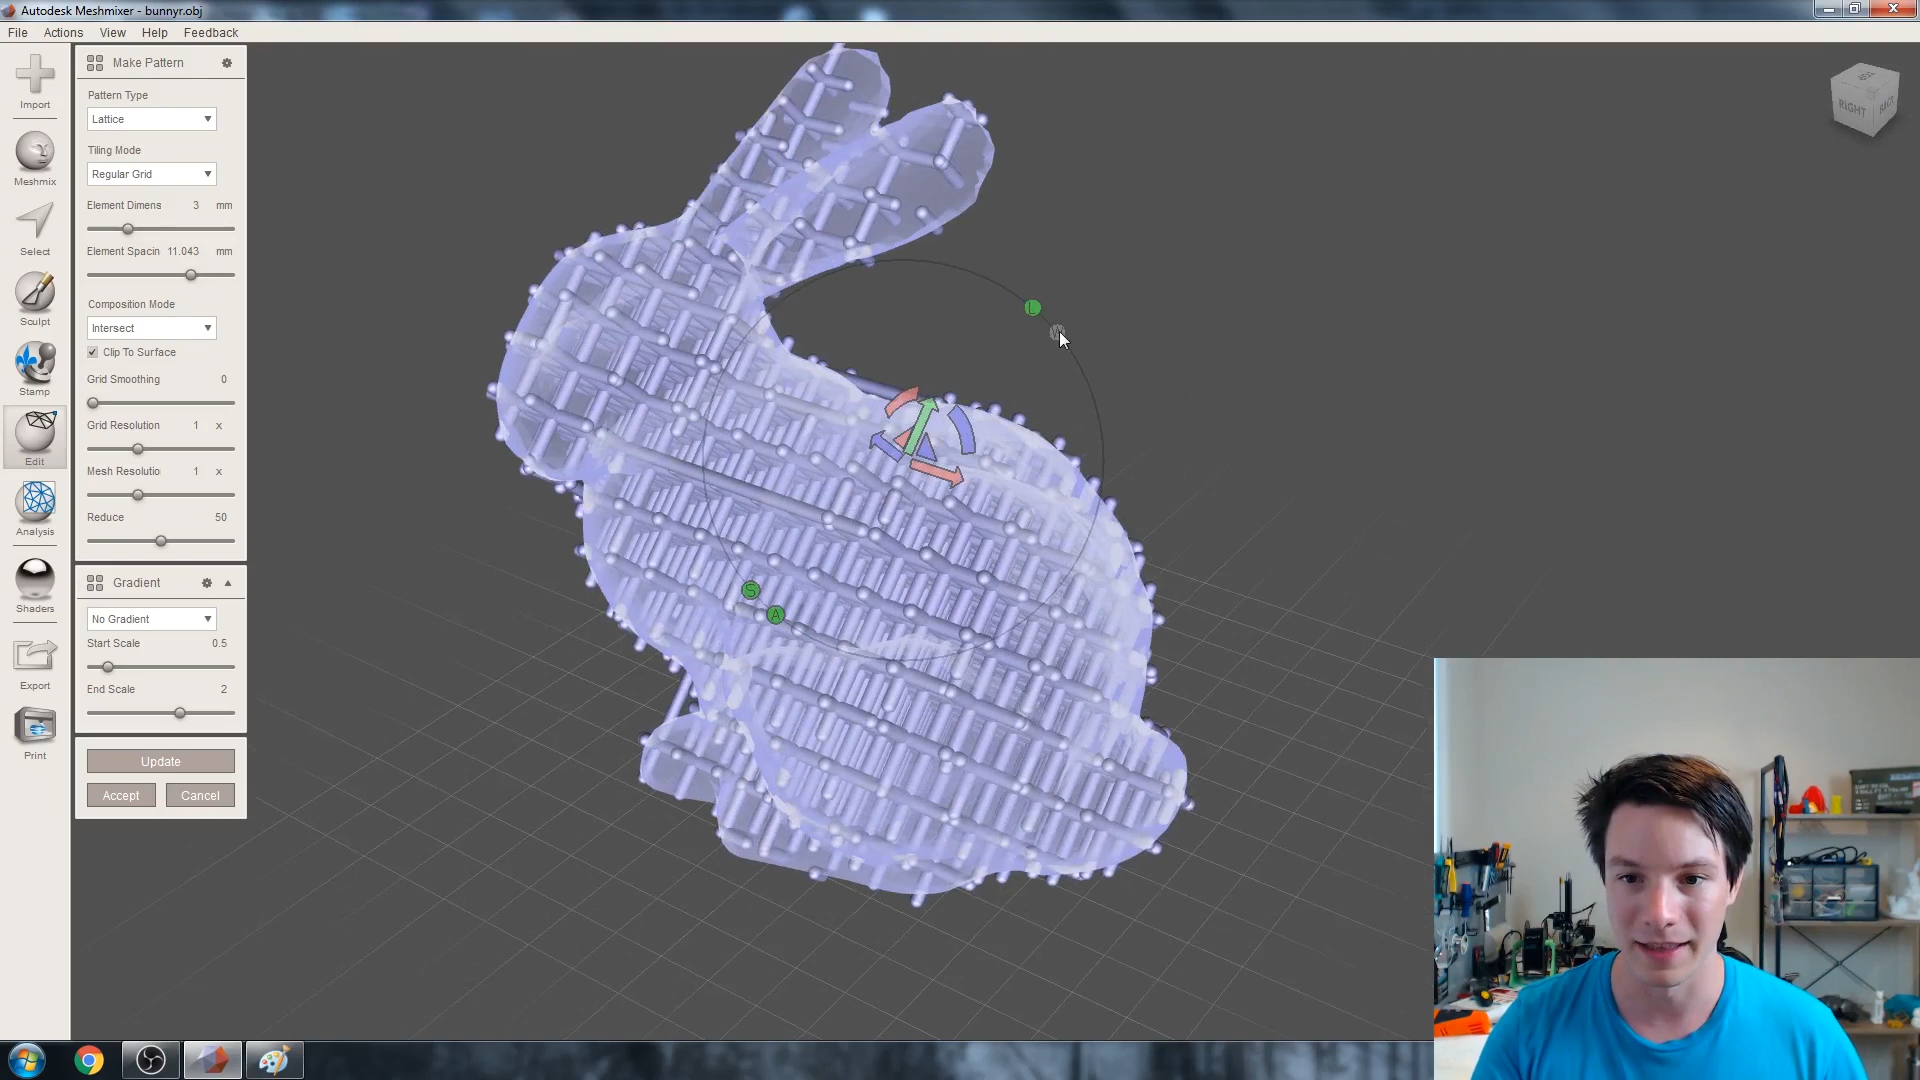 Autodesk Meshmixer - bunnyr.obj
File Actions View Help Feedback
Import
Meshmix
Select
Sculpt
Stamp
Edit
Analysis
Shaders
Export
Print
Make Pattern
Pattern Type
Lattice
Tiling Mode
Regular Grid
Element Dimens 3 mm
Element Spacin 11.043 mm
Composition Mode
Intersect
Clip To Surface
Grid Smoothing 0
Grid Resolution 1 x
Mesh Resolutio 1 x
Reduce 50
Gradient
No Gradient
Start Scale 0.5
End Scale 2
Update
Accept Cancel
L
W
S
A
TOP
RIGHT